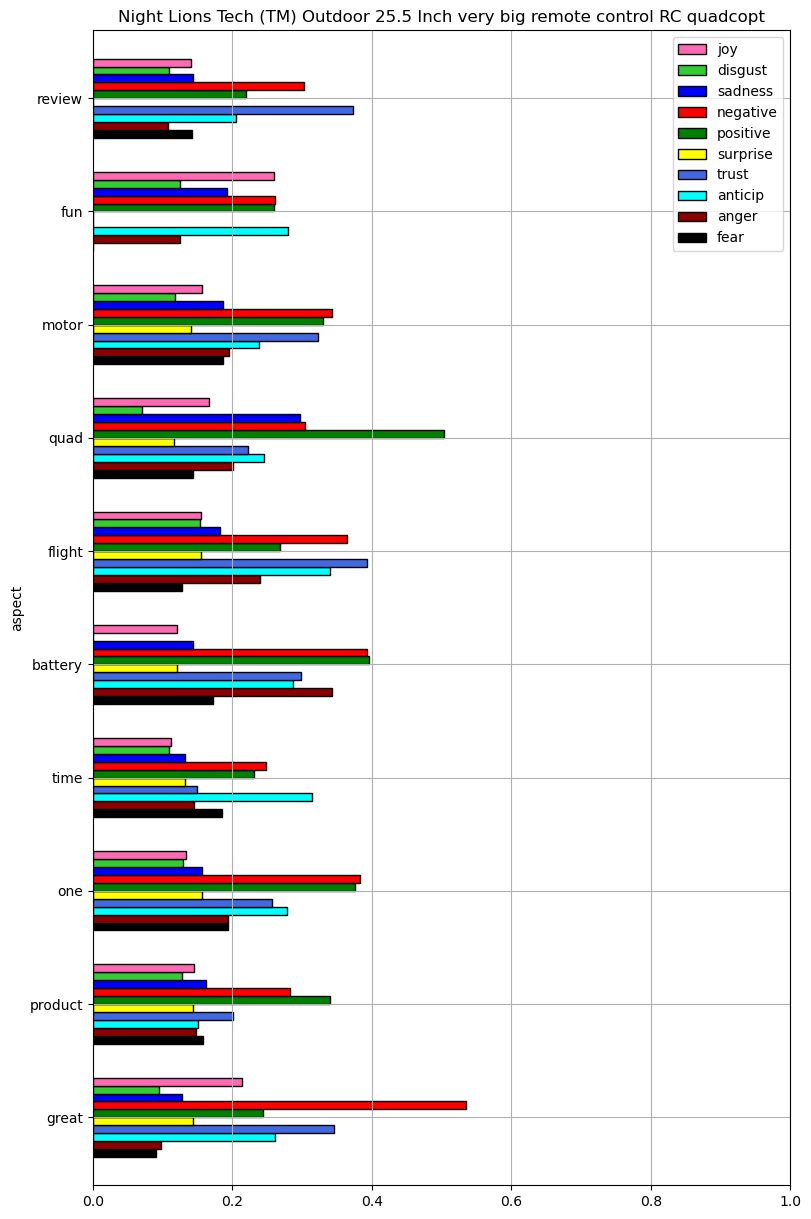 Night Lions Tech (TM) Outdoor 25.5 Inch very big remote control RC quadcopt
joy
disgust
sadness
negative
positive
surprise
trust
anticip
anger
fear
review
fun
motor
quad
flight
battery
time
one
product
great
aspect
0.0 0.2 0.4 0.6 0.8 1.0